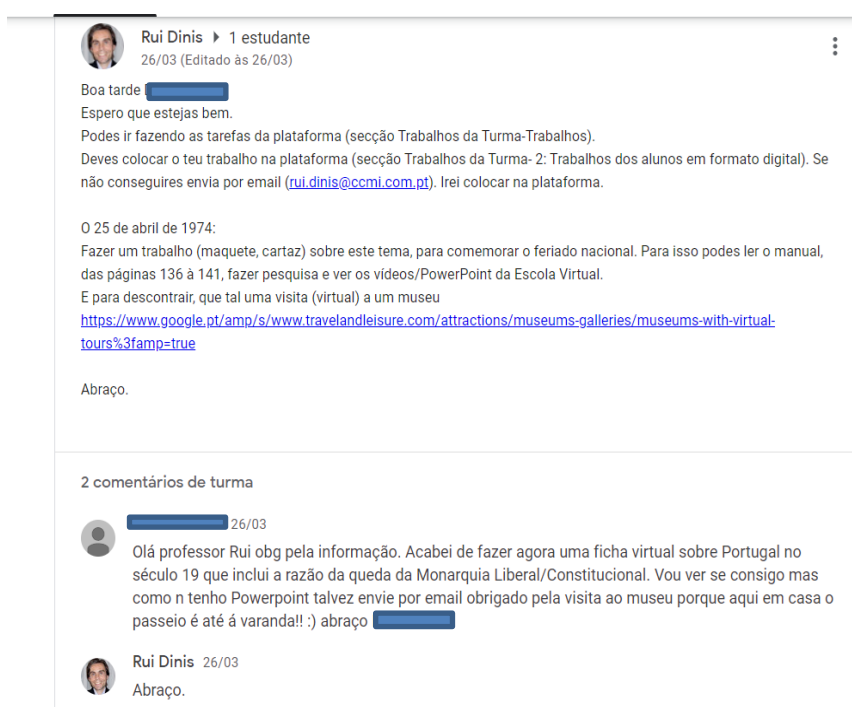 Rui Dinis ▸ 1 estudante
26/03 (Editado às 26/03)
Boa tarde
Espero que estejas bem.
Podes ir fazendo as tarefas da plataforma (secção Trabalhos da Turma-Trabalhos).
Deves colocar o teu trabalho na plataforma (secção Trabalhos da Turma- 2: Trabalhos dos alunos em formato digital). Se
não conseguires envia por email (rui.dinis@ccmi.com.pt). Irei colocar na plataforma.
O 25 de abril de 1974:
Fazer um trabalho (maquete, cartaz) sobre este tema, para comemorar o feriado nacional. Para isso podes ler o manual,
das páginas 136 à 141, fazer pesquisa e ver os vídeos/PowerPoint da Escola Virtual.
E para descontrair, que tal uma visita (virtual) a um museu
https://www.google.pt/amp/s/www.travelandleisure.com/attractions/museums-galleries/museums-with-virtual-
tours%3famp=true
Abraço.
2 comentários de turma
26/03
Olá professor Rui obg pela informação. Acabei de fazer agora uma ficha virtual sobre Portugal no
século 19 que inclui a razão da queda da Monarquia Liberal/Constitucional. Vou ver se consigo mas
como n tenho Powerpoint talvez envie por email obrigado pela visita ao museu porque aqui em casa o
passeio é até á varanda!! :) abraço
Rui Dinis 26/03
Abraço.